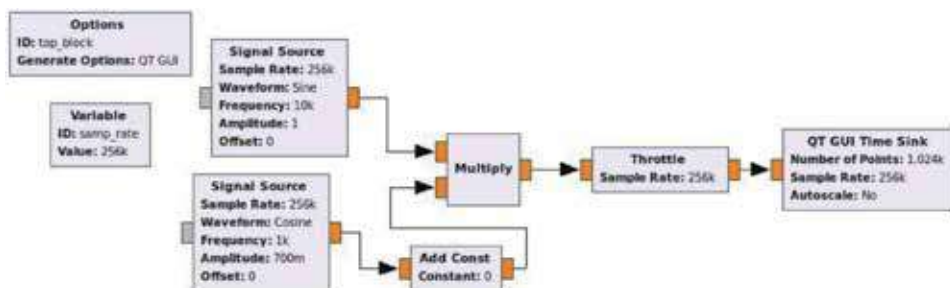 Options
ID: top_block
Generate Options: QT GUI
Variable
ID: samp_rate
Value: 256k
Signal Source
Sample Rate: 256k
Waveform: Sine
Frequency: 10k
Amplitude: 1
Offset: 0
Signal Source
Sample Rate: 256k
Waveform: Cosine
Frequency: 1k
Amplitude: 700m
Offset: 0
Add Const
Constant: 0
Multiply
Throttle
Sample Rate: 256k
QT GUI Time Sink
Number of Points: 1.024k
Sample Rate: 256k
Autoscale: No